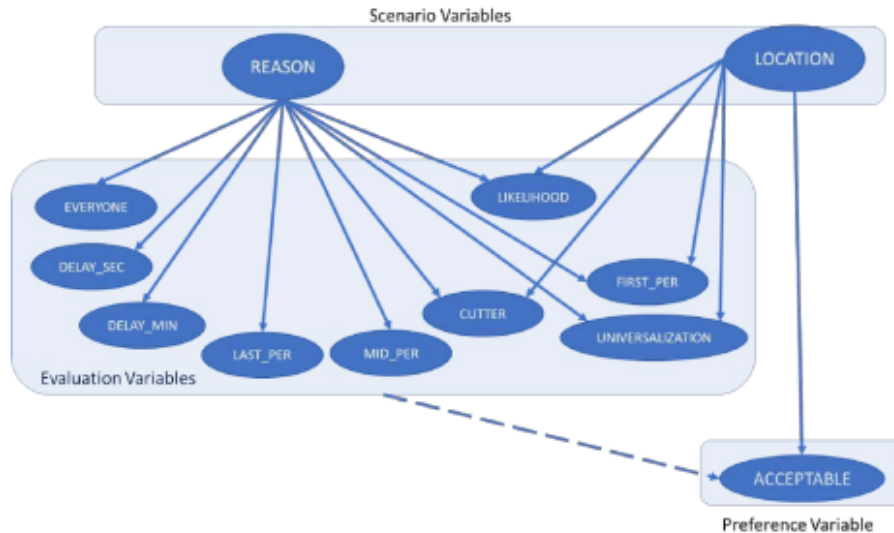 Scenario Variables
REASON
LOCATION
EVERYONE
LIKELIHOOD
DELAY_SEC
FIRST_PER
DELAY_MIN
CUTTER
UNIVERSALIZATION
LAST_PER
MID_PER
Evaluation Variables
ACCEPTABLE
Preference Variable